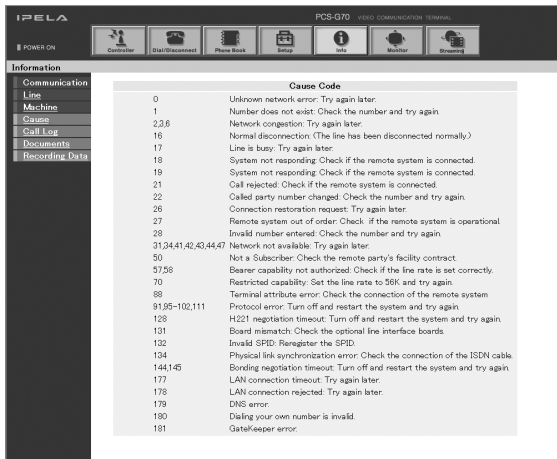 IPELA
PCS-G70 VIDEO COMMUNICATION TERMINAL
POWER ON
Controller
Dial/Disconnect
Phone Book
Setup
Info
Monitor
Streaming
Information
Communication
Line
Machine
Cause
Call Log
Documents
Recording Data
Cause Code
0 Unknown network error: Try again later.
1 Number does not exist: Check the number and try again.
2,3,6 Network congestion: Try again later.
16 Normal disconnection: (The line has been disconnected normally.)
17 Line is busy: Try again later.
18 System not responding: Check if the remote system is connected.
19 System not responding: Check if the remote system is connected.
21 Call rejected: Check if the remote system is connected.
22 Called party number changed: Check the number and try again.
26 Connection restoration request: Try again later.
27 Remote system out of order: Check if the remote system is operational.
28 Invalid number entered: Check the number and try again.
31,34,41,42,43,44,47 Network not available: Try again later.
50 Not a Subscriber: Check the remote party's facility contract.
57,58 Bearer capability not authorized: Check if the line rate is set correctly.
70 Restricted capability: Set the line rate to 56K and try again.
88 Terminal attribute error: Check the connection of the remote system
91,95-102,111 Protocol error: Turn off and restart the system and try again.
128 H221 negotiation timeout: Turn off and restart the system and try again.
131 Board mismatch: Check the optional line interface boards.
132 Invalid SPID: Reregister the SPID.
134 Physical link synchronization error: Check the connection of the ISDN cable.
144,145 Bonding negotiation timeout: Turn off and restart the system and try again.
177 LAN connection timeout: Try again later.
178 LAN connection rejected: Try again later.
179 DNS error.
180 Dialing your own number is invalid.
181 GateKeeper error.